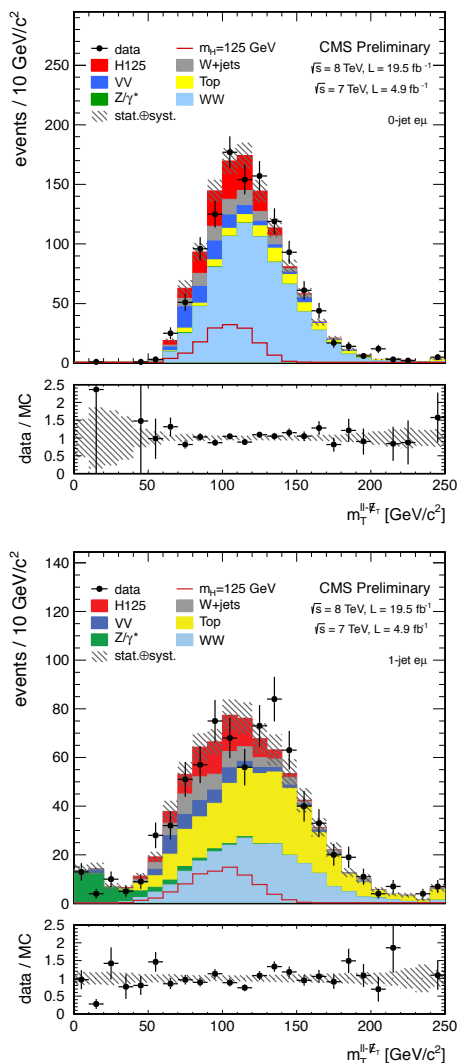 events / 10 GeV/c²
250
200
150
100
50
0
data
H125
VV
Z/γ*
stat.⊕syst.
m_H=125 GeV
W+jets
Top
WW
CMS Preliminary
√s = 8 TeV, L = 19.5 fb⁻¹
√s = 7 TeV, L = 4.9 fb⁻¹
0-jet eμ
data / MC
2.5
2
1.5
1
0.5
0
0 50 100 150 200 250
m_T^{ll-E̸_T} [GeV/c²]
events / 10 GeV/c²
140
120
100
80
60
40
20
0
data
H125
VV
Z/γ*
stat.⊕syst.
m_H=125 GeV
W+jets
Top
WW
CMS Preliminary
√s = 8 TeV, L = 19.5 fb⁻¹
√s = 7 TeV, L = 4.9 fb⁻¹
1-jet eμ
data / MC
2.5
2
1.5
1
0.5
0
0 50 100 150 200 250
m_T^{ll-E̸_T} [GeV/c²]